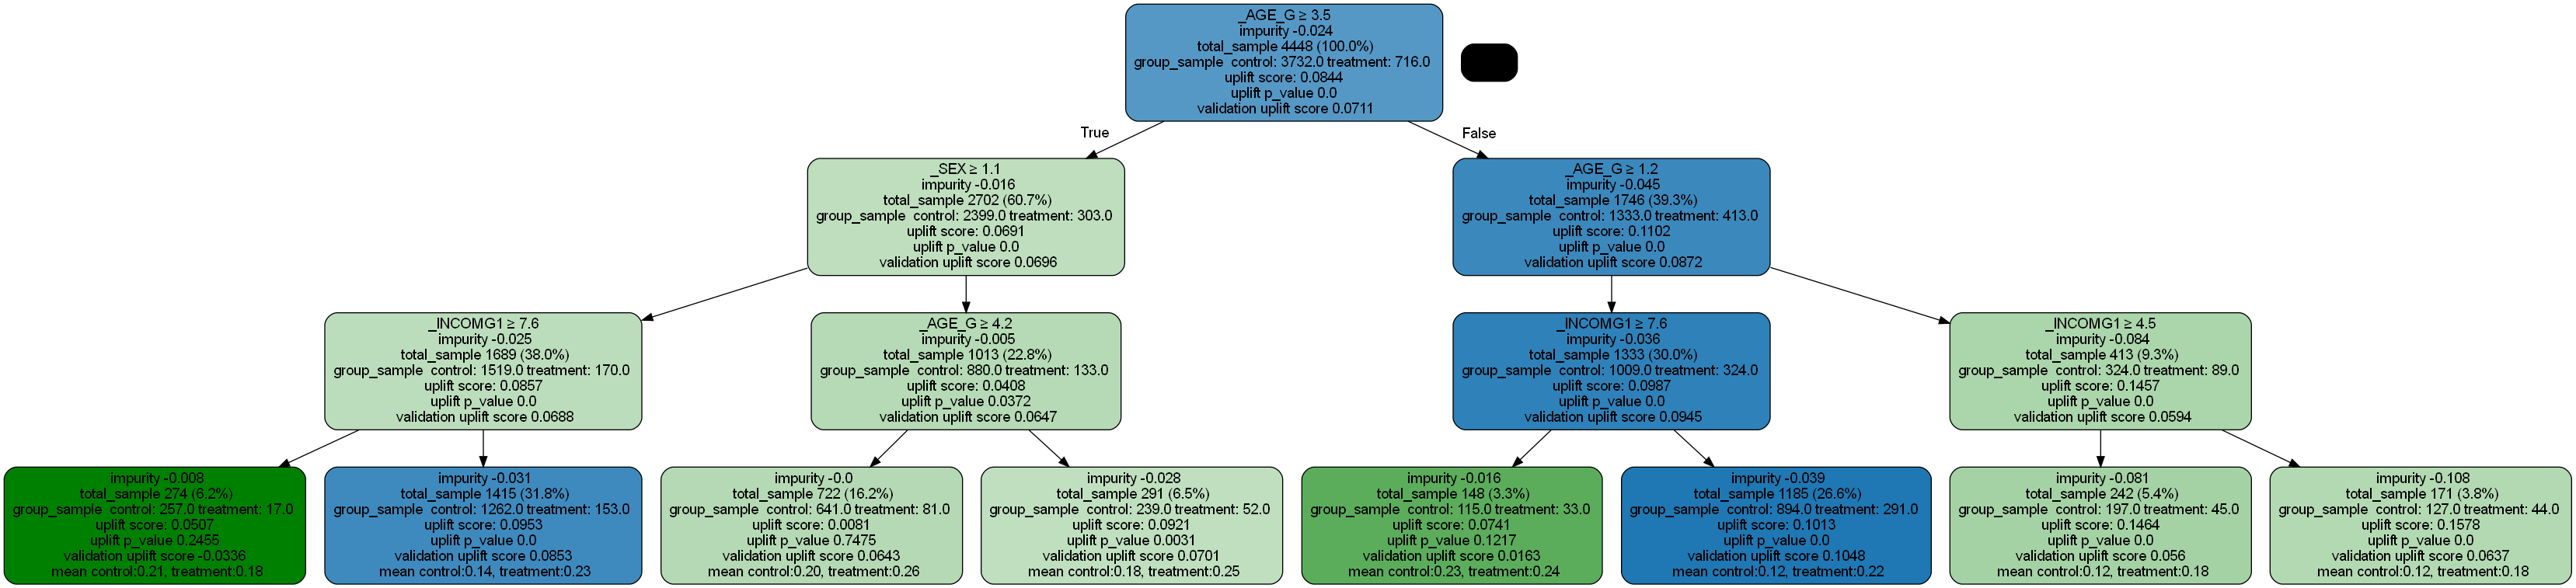 _AGE_G ≥ 3.5
impurity -0.024
total_sample 4448 (100.0%)
group_sample control: 3732.0 treatment: 716.0
uplift score: 0.0844
uplift p_value 0.0
validation uplift score 0.0711
True
False
_SEX ≥ 1.1
impurity -0.016
total_sample 2702 (60.7%)
group_sample control: 2399.0 treatment: 303.0
uplift score: 0.0691
uplift p_value 0.0
validation uplift score 0.0696
_AGE_G ≥ 1.2
impurity -0.045
total_sample 1746 (39.3%)
group_sample control: 1333.0 treatment: 413.0
uplift score: 0.1102
uplift p_value 0.0
validation uplift score 0.0872
_INCOMG1 ≥ 7.6
impurity -0.025
total_sample 1689 (38.0%)
group_sample control: 1519.0 treatment: 170.0
uplift score: 0.0857
uplift p_value 0.0
validation uplift score 0.0688
_AGE_G ≥ 4.2
impurity -0.005
total_sample 1013 (22.8%)
group_sample control: 880.0 treatment: 133.0
uplift score: 0.0408
uplift p_value 0.0372
validation uplift score 0.0647
_INCOMG1 ≥ 7.6
impurity -0.036
total_sample 1333 (30.0%)
group_sample control: 1009.0 treatment: 324.0
uplift score: 0.0987
uplift p_value 0.0
validation uplift score 0.0945
_INCOMG1 ≥ 4.5
impurity -0.084
total_sample 413 (9.3%)
group_sample control: 324.0 treatment: 89.0
uplift score: 0.1457
uplift p_value 0.0
validation uplift score 0.0594
impurity -0.008
total_sample 274 (6.2%)
group_sample control: 257.0 treatment: 17.0
uplift score: 0.0507
uplift p_value 0.2455
validation uplift score -0.0336
mean control:0.21, treatment:0.18
impurity -0.031
total_sample 1415 (31.8%)
group_sample control: 1262.0 treatment: 153.0
uplift score: 0.0953
uplift p_value 0.0
validation uplift score 0.0853
mean control:0.14, treatment:0.23
impurity -0.0
total_sample 722 (16.2%)
group_sample control: 641.0 treatment: 81.0
uplift score: 0.0081
uplift p_value 0.7475
validation uplift score 0.0643
mean control:0.20, treatment:0.26
impurity -0.028
total_sample 291 (6.5%)
group_sample control: 239.0 treatment: 52.0
uplift score: 0.0921
uplift p_value 0.0031
validation uplift score 0.0701
mean control:0.18, treatment:0.25
impurity -0.016
total_sample 148 (3.3%)
group_sample control: 115.0 treatment: 33.0
uplift score: 0.0741
uplift p_value 0.1217
validation uplift score 0.0163
mean control:0.23, treatment:0.24
impurity -0.039
total_sample 1185 (26.6%)
group_sample control: 894.0 treatment: 291.0
uplift score: 0.1013
uplift p_value 0.0
validation uplift score 0.1048
mean control:0.12, treatment:0.22
impurity -0.081
total_sample 242 (5.4%)
group_sample control: 197.0 treatment: 45.0
uplift score: 0.1464
uplift p_value 0.0
validation uplift score 0.056
mean control:0.12, treatment:0.18
impurity -0.108
total_sample 171 (3.8%)
group_sample control: 127.0 treatment: 44.0
uplift score: 0.1578
uplift p_value 0.0
validation uplift score 0.0637
mean control:0.12, treatment:0.18